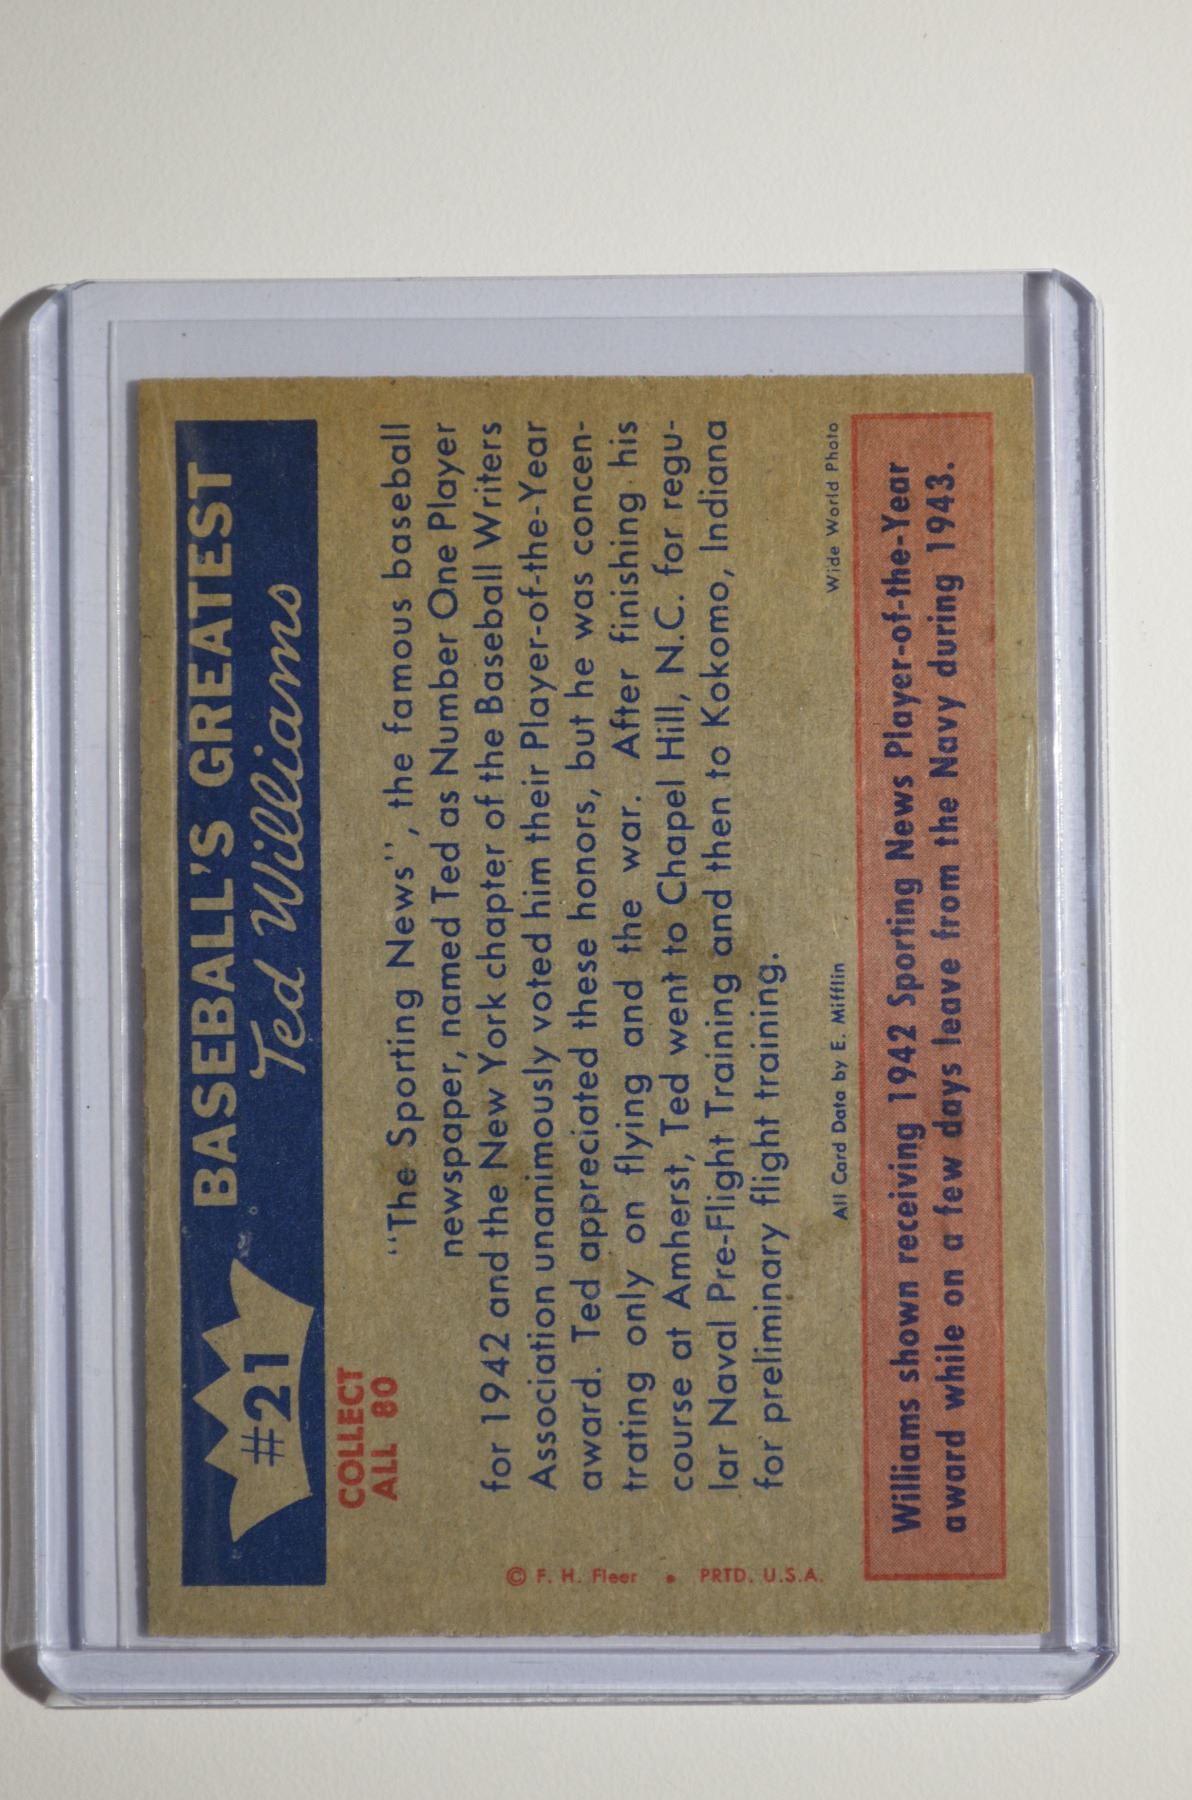 #21
BASEBALL'S GREATEST
Ted Williams
COLLECT
ALL 80
"The Sporting News", the famous baseball
newspaper, named Ted as Number One Player
for 1942 and the New York chapter of the Baseball Writers
Association unanimously voted him their Player-of-the-Year
award. Ted appreciated these honors, but he was concen-
trating only on flying and the war. After finishing his
course at Amherst, Ted went to Chapel Hill, N.C. for regu-
lar Naval Pre-Flight Training and then to Kokomo, Indiana
for preliminary flight training.
© F. H. Fleer • PRTD. U.S.A.
All Card Data by E. Mifflin
Wide World Photo
Williams shown receiving 1942 Sporting News Player-of-the-Year
award while on a few days leave from the Navy during 1943.